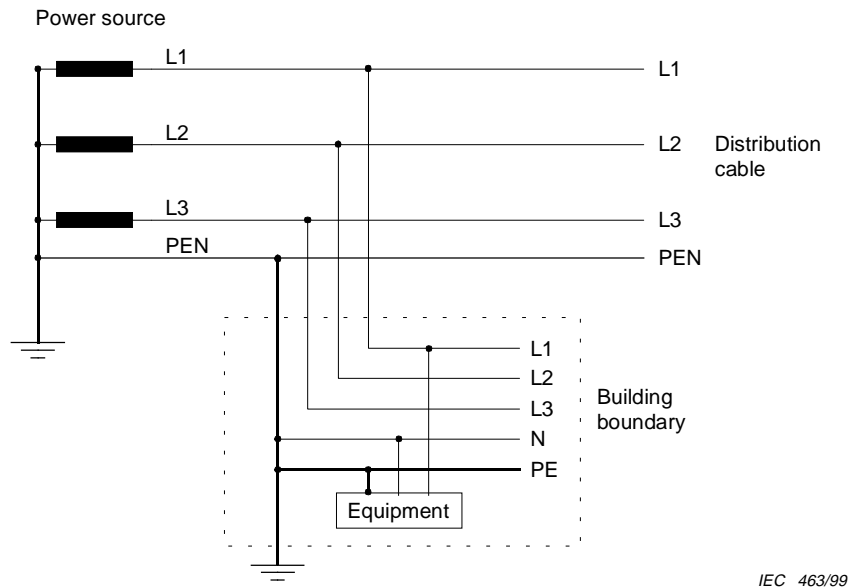 Power source
L1
L1
L2
L2
Distribution
cable
L3
L3
PEN
PEN
L1
L2
L3
Building
boundary
N
PE
Equipment
IEC 463/99